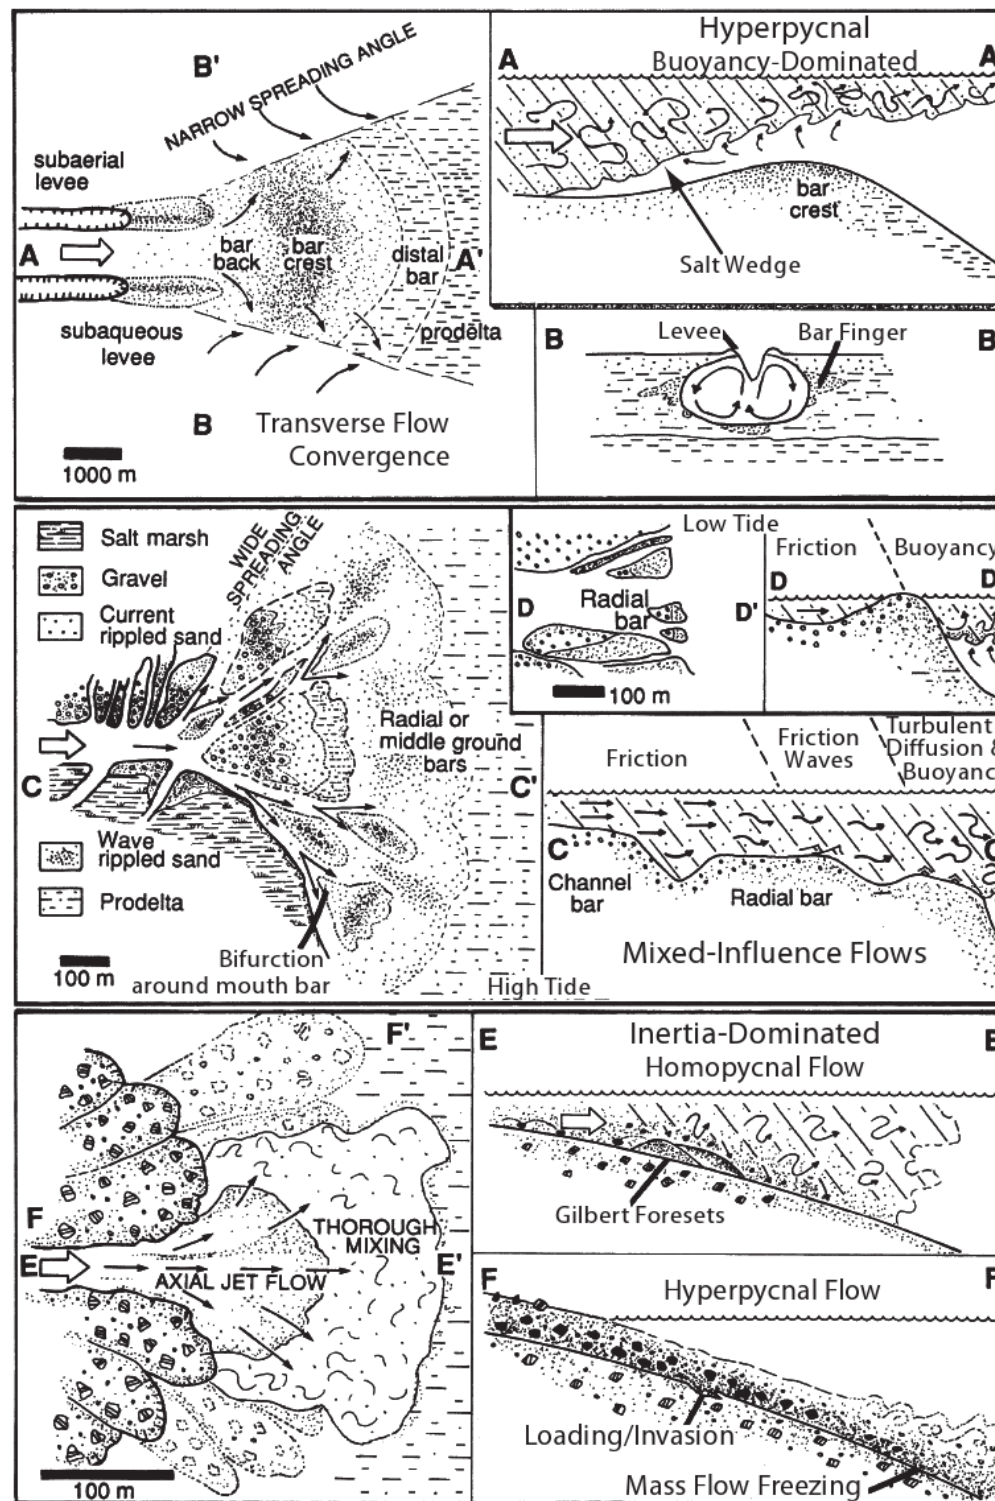 B'
NARROW SPREADING ANGLE
subaerial
levee
A
bar
back
bar
crest
distal
bar
A'
subaqueous
levee
prodelta
B
Transverse Flow
Convergence
1000 m
Hyperpycnal
Buoyancy-Dominated
A
A
bar
crest
Salt Wedge
B
Levee
Bar Finger
B
Salt marsh
Gravel
Current
rippled sand
WIDE
SPREADING
ANGLE
C
Radial or
middle ground
bars
C'
Wave
rippled sand
Prodelta
100 m
Bifurction
around mouth bar
High Tide
Low Tide
D
Radial
bar
D'
100 m
Friction
Buoyancy
D
D
Friction
Friction
Waves
Turbulent
Diffusion &
Buoyanc
C
C
Channel
bar
Radial bar
Mixed-Influence Flows
F'
F
E
AXIAL JET FLOW
THOROUGH
MIXING
E'
100 m
E
Inertia-Dominated
Homopycnal Flow
E
Gilbert Foresets
F
Hyperpycnal Flow
F
Loading/Invasion
Mass Flow Freezing